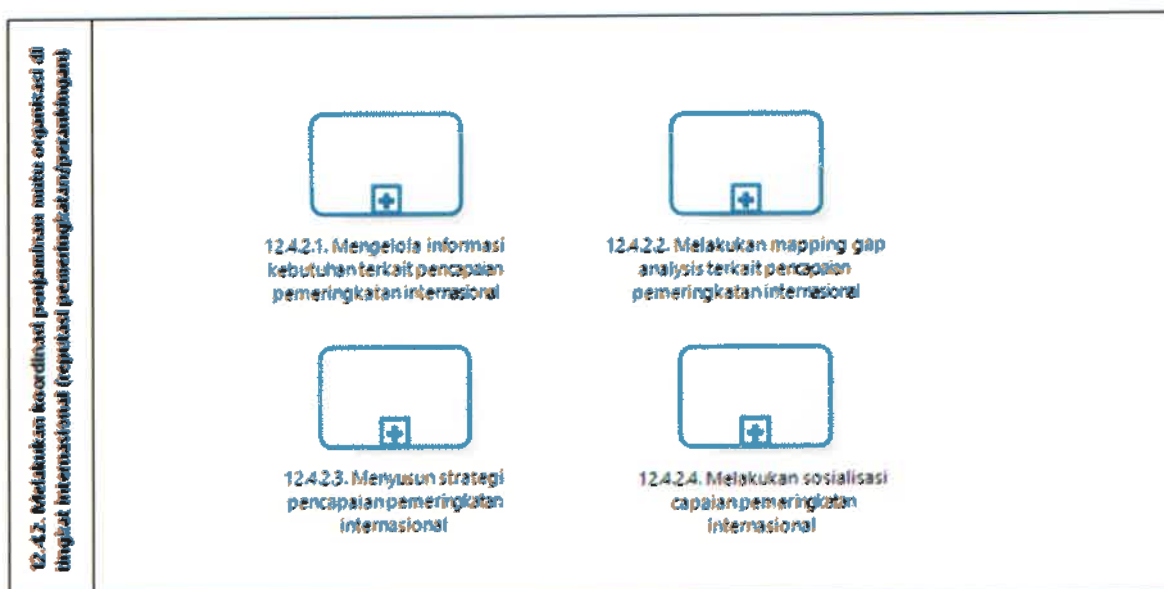 12.4.2. Melakukan koordinasi penjaminan mutu organisasi di
tingkat internasional (reputasi pemeringkatan/perankingan)
12.4.2.1. Mengelola informasi
kebutuhan terkait pencapaian
pemeringkatan internasional
12.4.2.2. Melakukan mapping gap
analysis terkait pencapaian
pemeringkatan internasional
12.4.2.3. Menyusun strategi
pencapaian pemeringkatan
internasional
12.4.2.4. Melakukan sosialisasi
capaian pemeringkatan
internasional